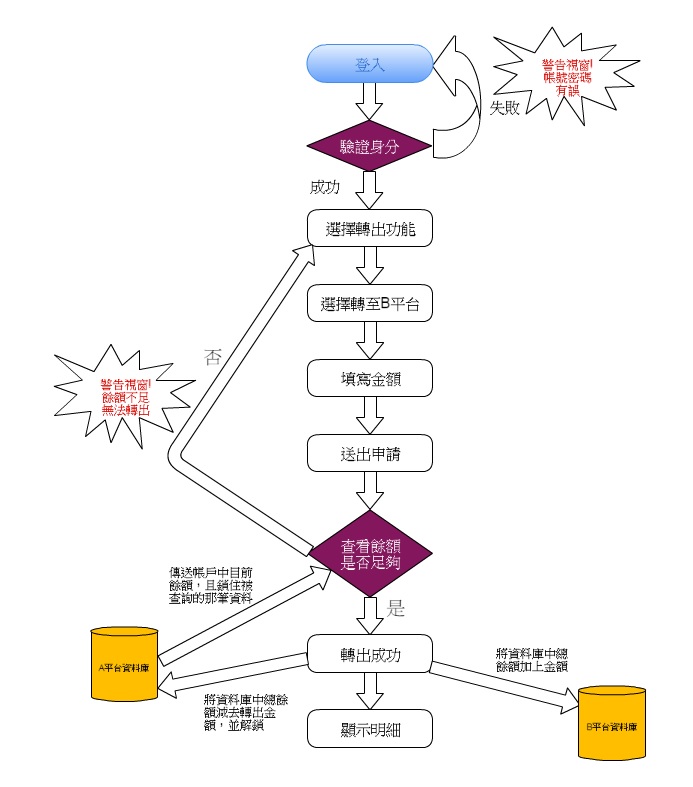 登入
警告視窗!
帳號密碼
有誤
失敗
驗證身分
成功
選擇轉出功能
選擇轉至B平台
否
警告視窗!
餘額不足
無法轉出
填寫金額
送出申請
查看餘額
是否足夠
傳送帳戶中目前
餘額，且鎖住被
查詢的那筆資料
是
A平台資料庫
轉出成功
將資料庫中總
餘額加上金額
將資料庫中總餘
額減去轉出金
額，並解鎖
B平台資料庫
顯示明細